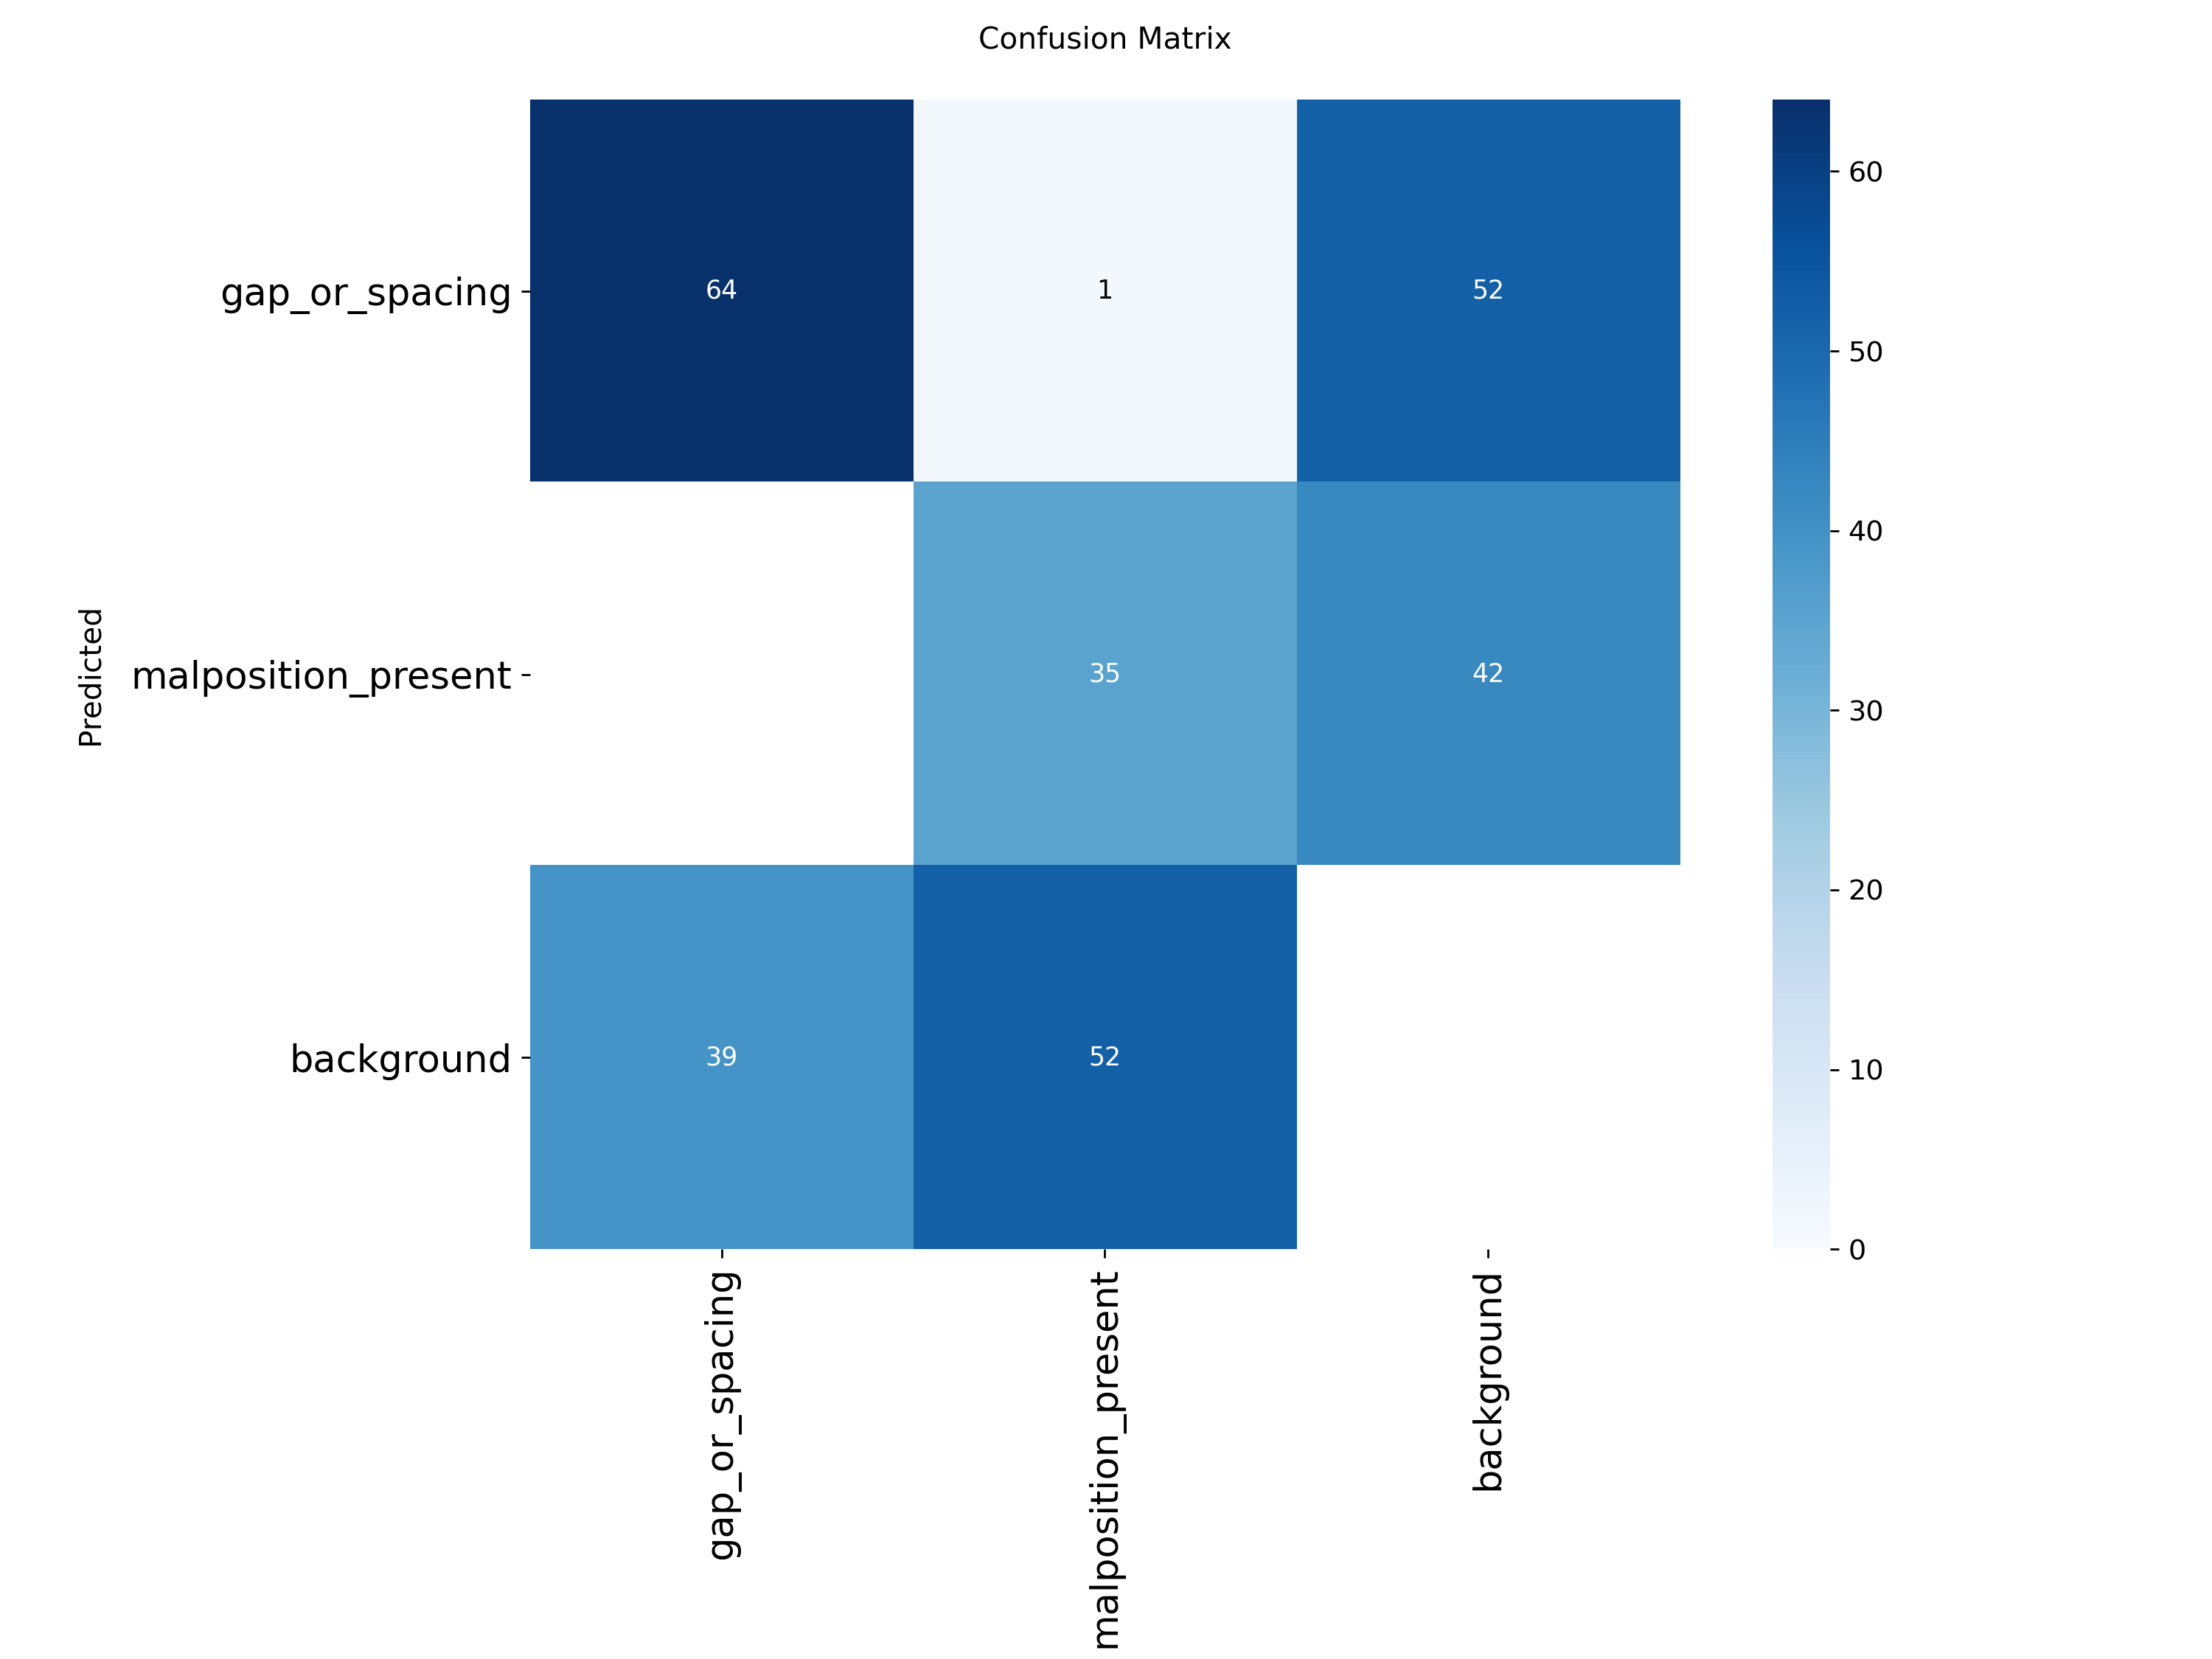 Confusion Matrix
Predicted
gap_or_spacing
malposition_present
background
64 1 52
35 42
39 52
gap_or_spacing
malposition_present
background
60
50
40
30
20
10
0